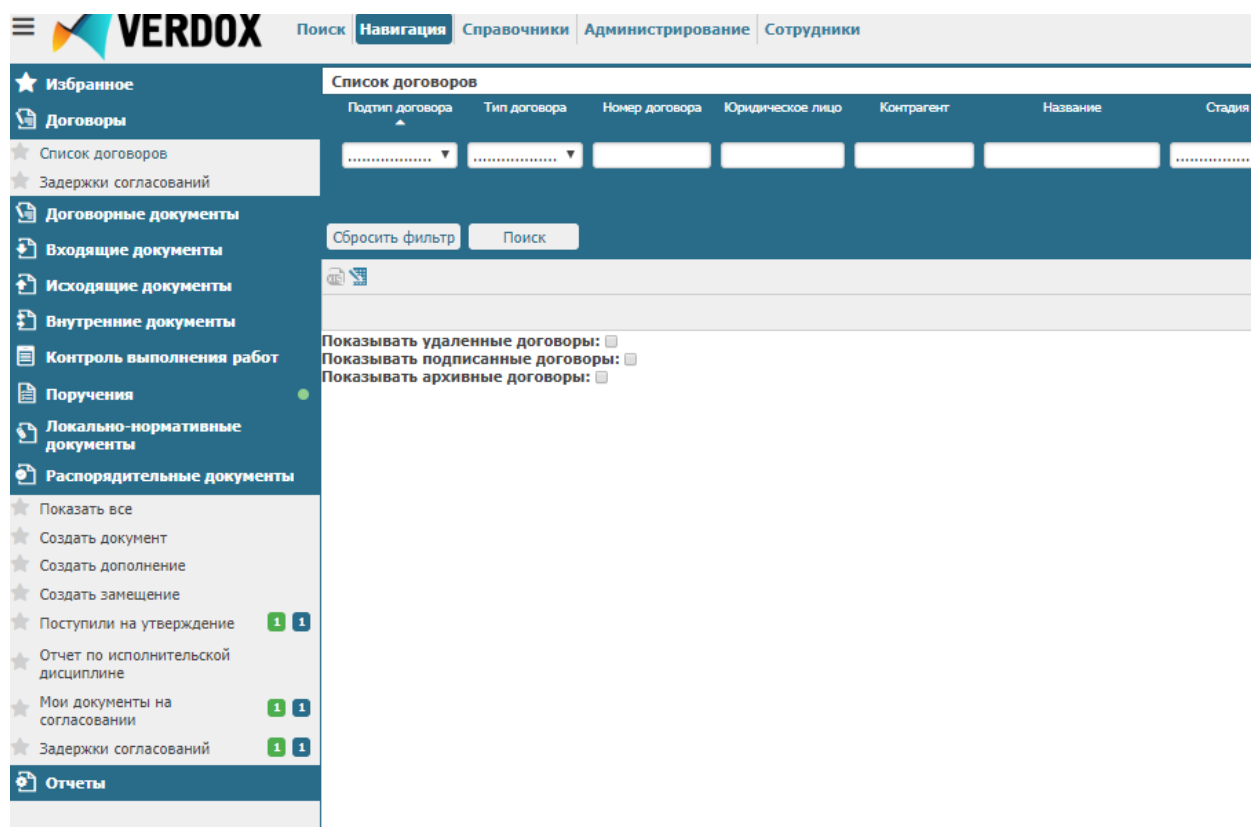 VERDOX
Поиск Навигация Справочники Администрирование Сотрудники
Избранное
Договоры
Список договоров
Задержки согласований
Договорные документы
Входящие документы
Исходящие документы
Внутренние документы
Контроль выполнения работ
Поручения
Локально-нормативные
документы
Распорядительные документы
Показать все
Создать документ
Создать дополнение
Создать замещение
Поступили на утверждение 1 1
Отчет по исполнительской
дисциплине
Мои документы на
согласовании 1 1
Задержки согласований 1 1
Отчеты
Список договоров
Подтип договора Тип договора Номер договора Юридическое лицо Контрагент Название Стадия
.................. ................. ...............
Сбросить фильтр Поиск
Показывать удаленные договоры:
Показывать подписанные договоры:
Показывать архивные договоры: